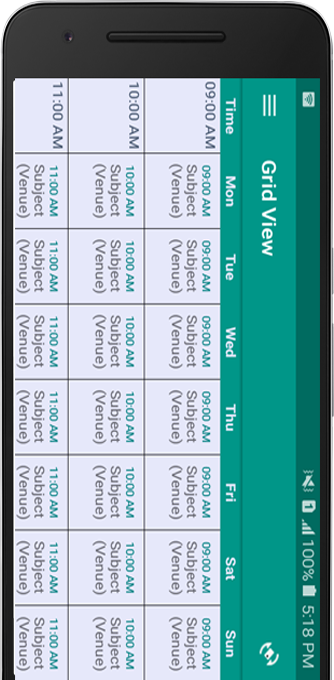 100% 5:18 PM
Grid View
Time Mon Tue Wed Thu Fri Sat Sun
09:00 AM
09:00 AM 09:00 AM 09:00 AM 09:00 AM 09:00 AM 09:00 AM 09:00 AM
Subject Subject Subject Subject Subject Subject Subject
(Venue) (Venue) (Venue) (Venue) (Venue) (Venue) (Venue)
10:00 AM
10:00 AM 10:00 AM 10:00 AM 10:00 AM 10:00 AM 10:00 AM 10:00 AM
Subject Subject Subject Subject Subject Subject Subject
(Venue) (Venue) (Venue) (Venue) (Venue) (Venue) (Venue)
11:00 AM
11:00 AM 11:00 AM 11:00 AM 11:00 AM 11:00 AM 11:00 AM 11:00 AM
Subject Subject Subject Subject Subject Subject Subject
(Venue) (Venue) (Venue) (Venue) (Venue) (Venue) (Venue)